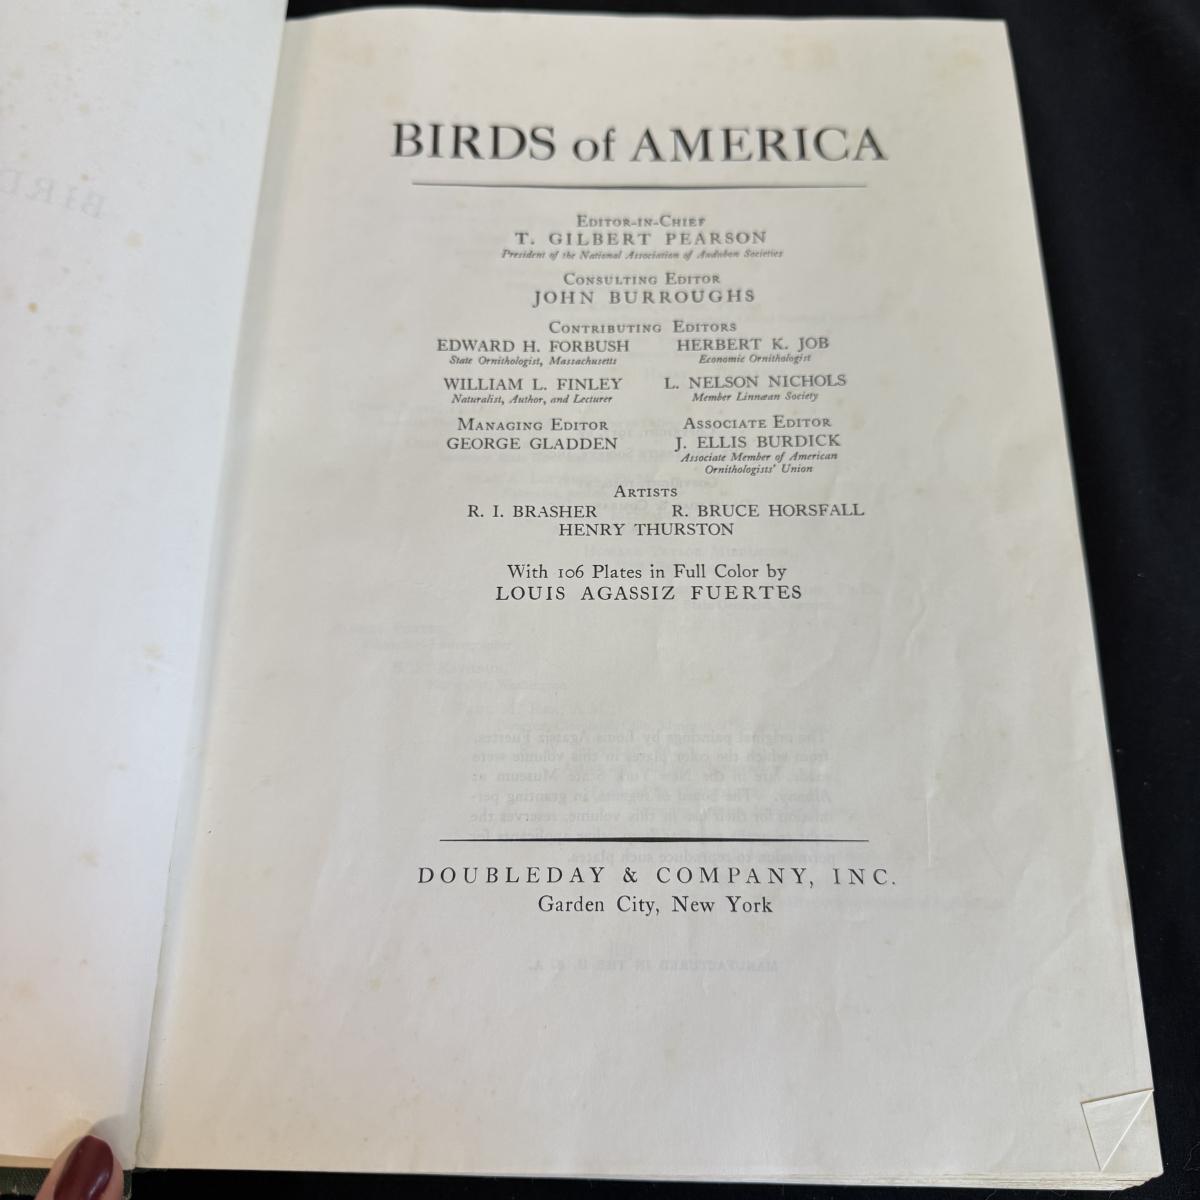 BIRDS of AMERICA
EDITOR-IN-CHIEF
T. GILBERT PEARSON
President of the National Association of Audubon Societies
CONSULTING EDITOR
JOHN BURROUGHS
CONTRIBUTING EDITORS
EDWARD H. FORBUSH
State Ornithologist, Massachusetts
HERBERT K. JOB
Economic Ornithologist
WILLIAM L. FINLEY
Naturalist, Author, and Lecturer
L. NELSON NICHOLS
Member Linnæan Society
MANAGING EDITOR
GEORGE GLADDEN
ASSOCIATE EDITOR
J. ELLIS BURDICK
Associate Member of American
Ornithologists' Union
ARTISTS
R. I. BRASHER R. BRUCE HORSFALL
HENRY THURSTON
With 106 Plates in Full Color by
LOUIS AGASSIZ FUERTES
DOUBLEDAY & COMPANY, INC.
Garden City, New York